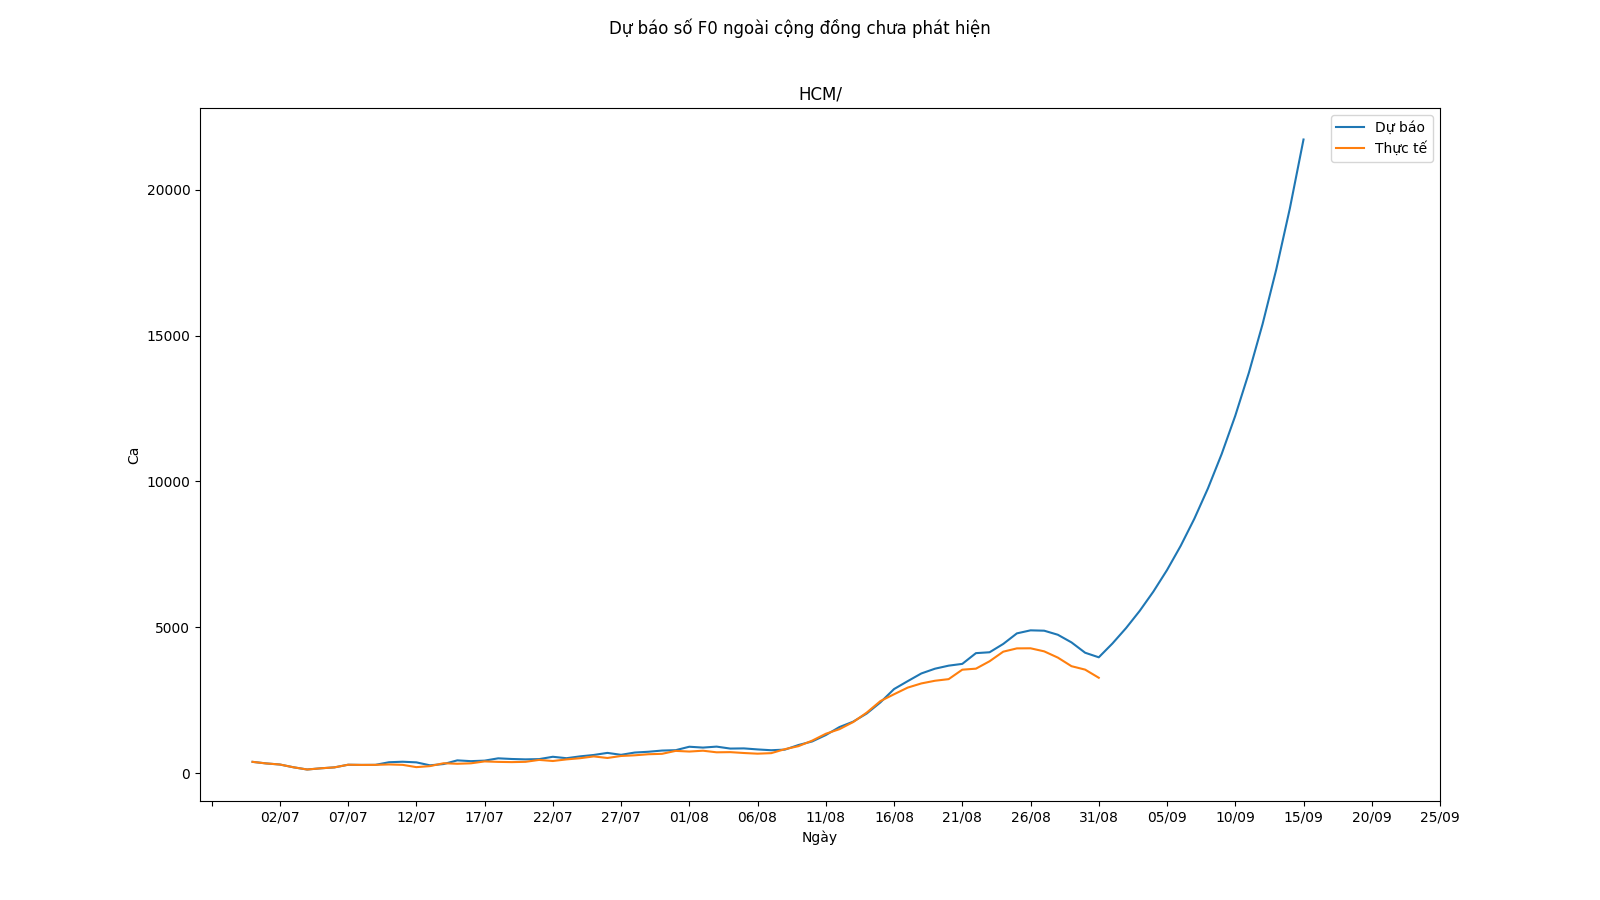 Dự báo số F0 ngoài cộng đồng chưa phát hiện
HCM/
Dự báo
Thực tế
20000
15000
10000
5000
0
Ca
02/07 07/07 12/07 17/07 22/07 27/07 01/08 06/08 11/08 16/08 21/08 26/08 31/08 05/09 10/09 15/09 20/09 25/09
Ngày